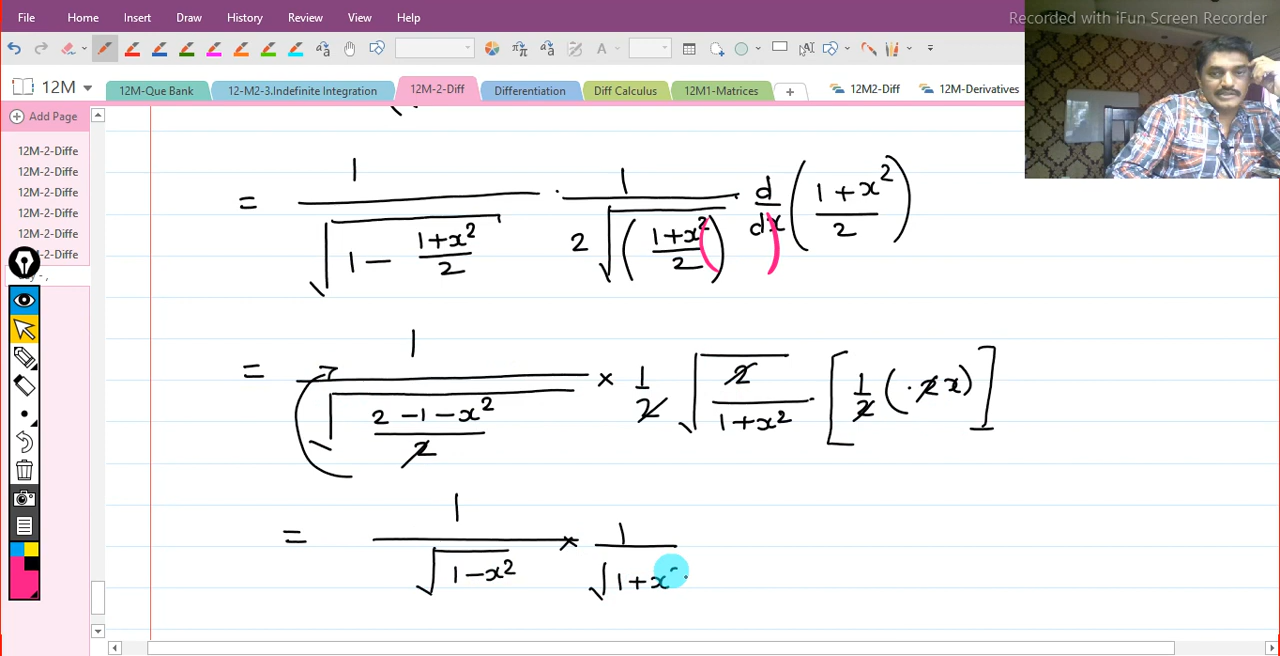 File Home Insert Draw History Review View Help
Recorded with iFun Screen Recorder
12M 12M-Que Bank 12-M2-3.Indefinite Integration 12M-2-Diff Differentiation Diff Calculus 12M1-Matrices + 12M2-Diff 12M-Derivatives
Add Page
12M-2-Diffe
12M-2-Diffe
12M-2-Diffe
12M-2-Diffe
12M-2-Diffe
12M-2-Diffe
= 1/√(1 - (1+x²)/2) · 1/(2√((1+x²)/2)) d/dx ((1+x²)/2)
= 1/√((2-1-x²)/2) × 1/2 √(2/(1+x²)) · [1/2 (·2x)]
= 1/√(1-x²) × 1/√(1+x²